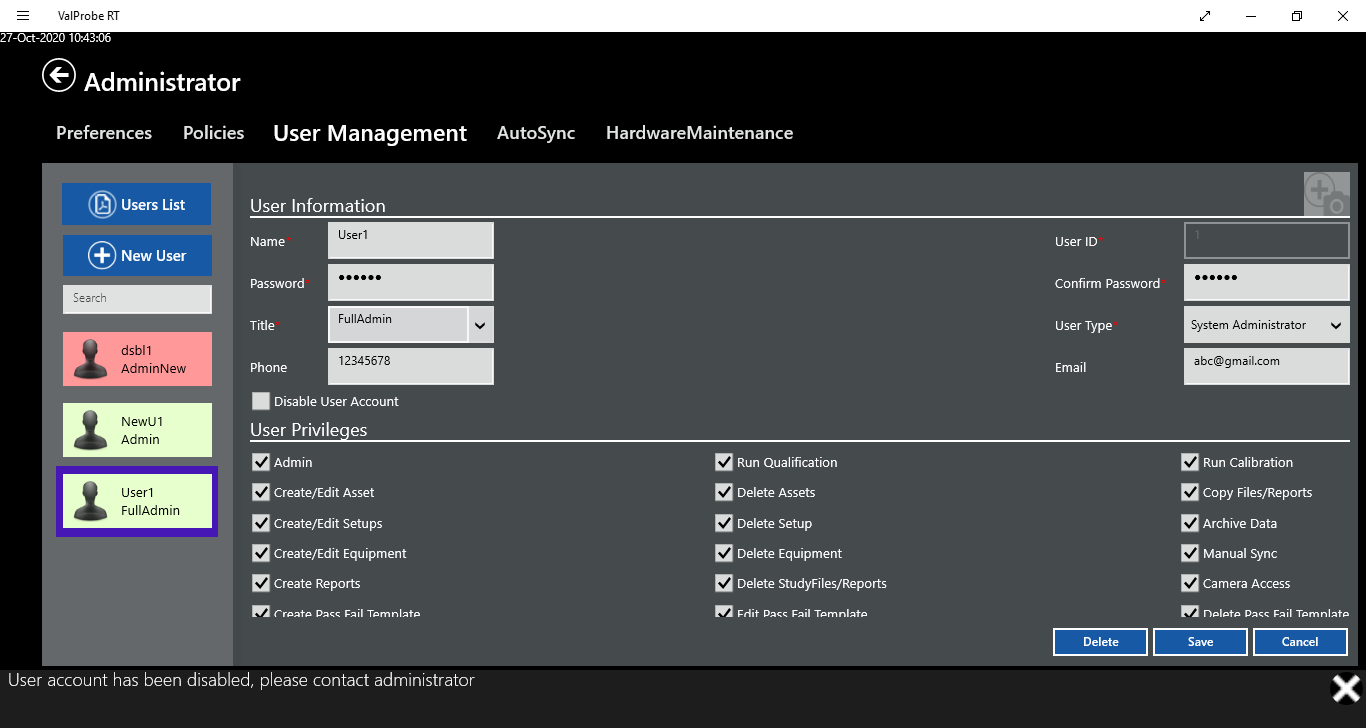 ValProbe RT
27-Oct-2020 10:43:06
Administrator
Preferences Policies User Management AutoSync HardwareMaintenance
Users List
New User
Search
dsbl1
AdminNew
NewU1
Admin
User1
FullAdmin
User Information
Name* User1 User ID* 1
Password* •••••• Confirm Password* ••••••
Title* FullAdmin User Type* System Administrator
Phone 12345678 Email abc@gmail.com
Disable User Account
User Privileges
Admin Run Qualification Run Calibration
Create/Edit Asset Delete Assets Copy Files/Reports
Create/Edit Setups Delete Setup Archive Data
Create/Edit Equipment Delete Equipment Manual Sync
Create Reports Delete StudyFiles/Reports Camera Access
Create Pass Fail Template Edit Pass Fail Template Delete Pass Fail Template
Delete Save Cancel
User account has been disabled, please contact administrator